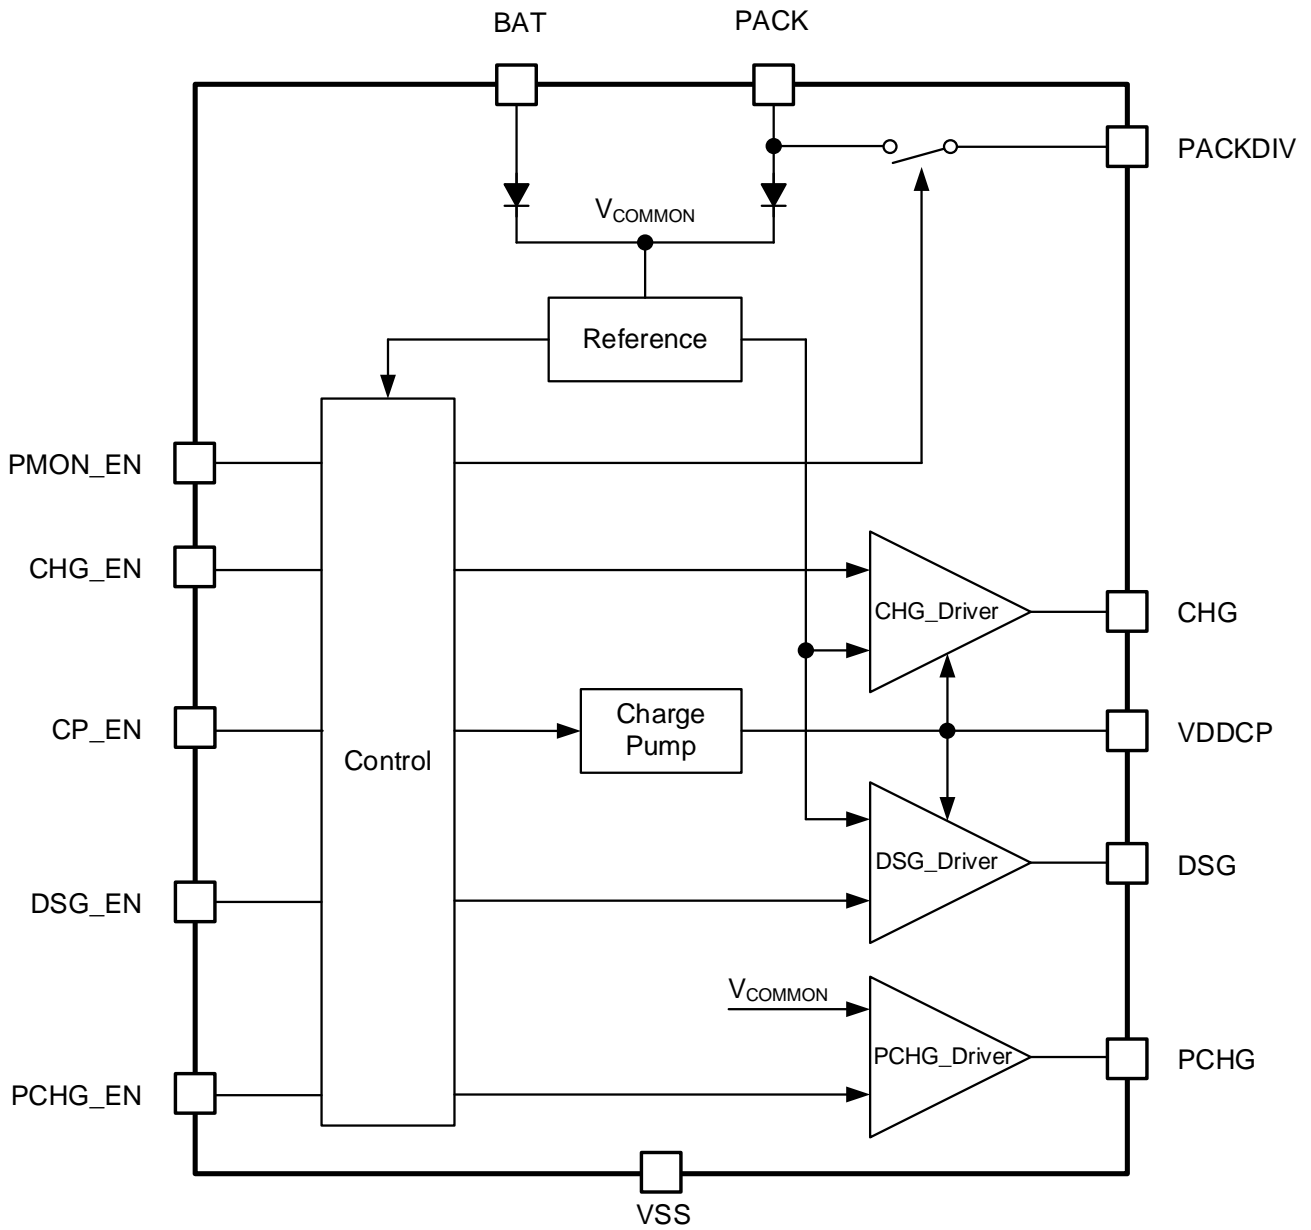 BAT
PACK
PACKDIV
VCOMMON
Reference
PMON_EN
CHG_EN
CHG_Driver
CHG
CP_EN
Charge
Pump
VDDCP
Control
DSG_EN
DSG_Driver
DSG
VCOMMON
PCHG_Driver
PCHG
PCHG_EN
VSS